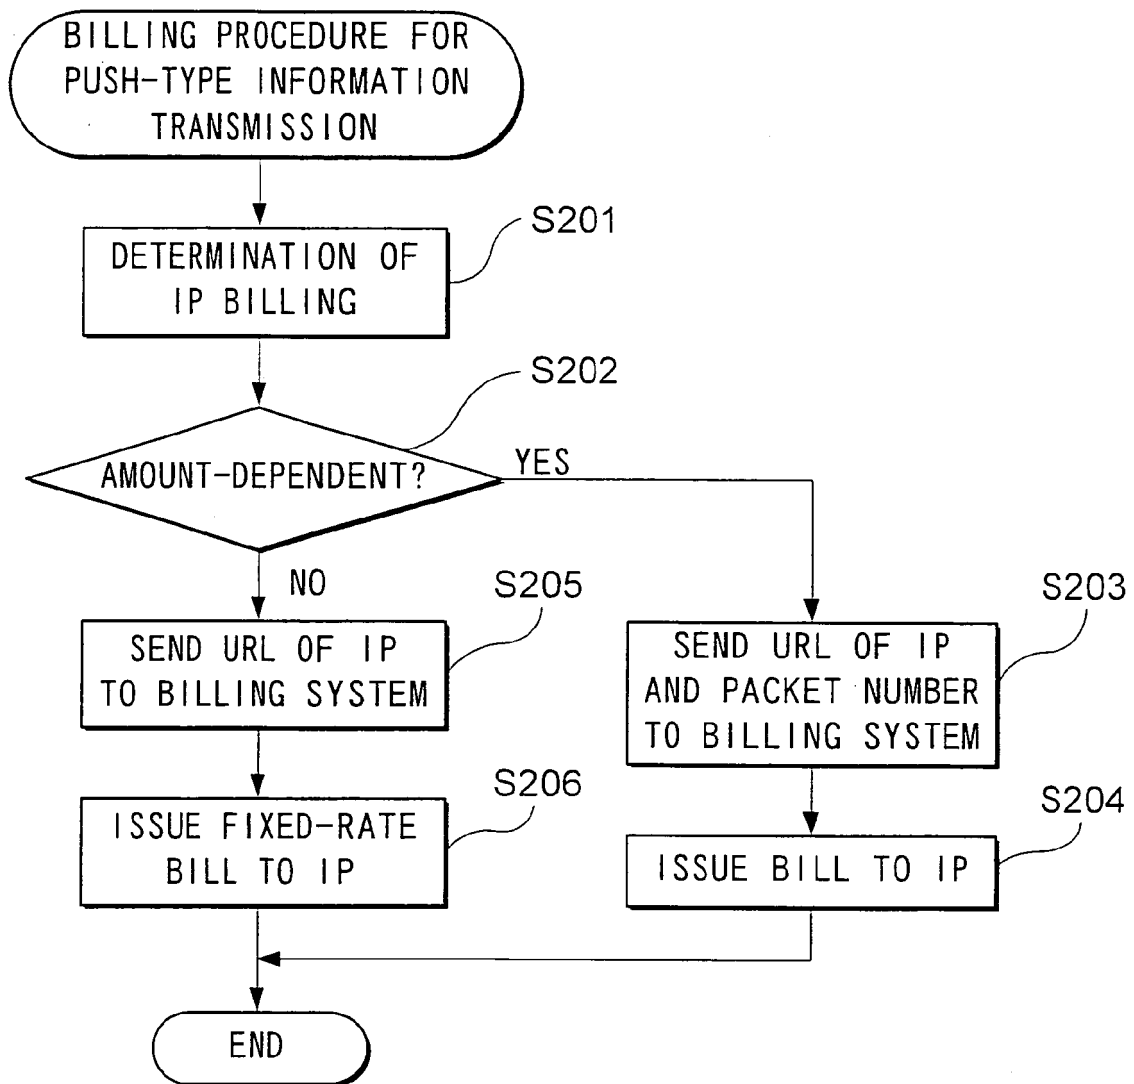 BILLING PROCEDURE FOR
PUSH-TYPE INFORMATION
TRANSMISSION
S201
DETERMINATION OF
IP BILLING
S202
AMOUNT-DEPENDENT?
YES
NO
S205
SEND URL OF IP
TO BILLING SYSTEM
S203
SEND URL OF IP
AND PACKET NUMBER
TO BILLING SYSTEM
S206
ISSUE FIXED-RATE
BILL TO IP
S204
ISSUE BILL TO IP
END